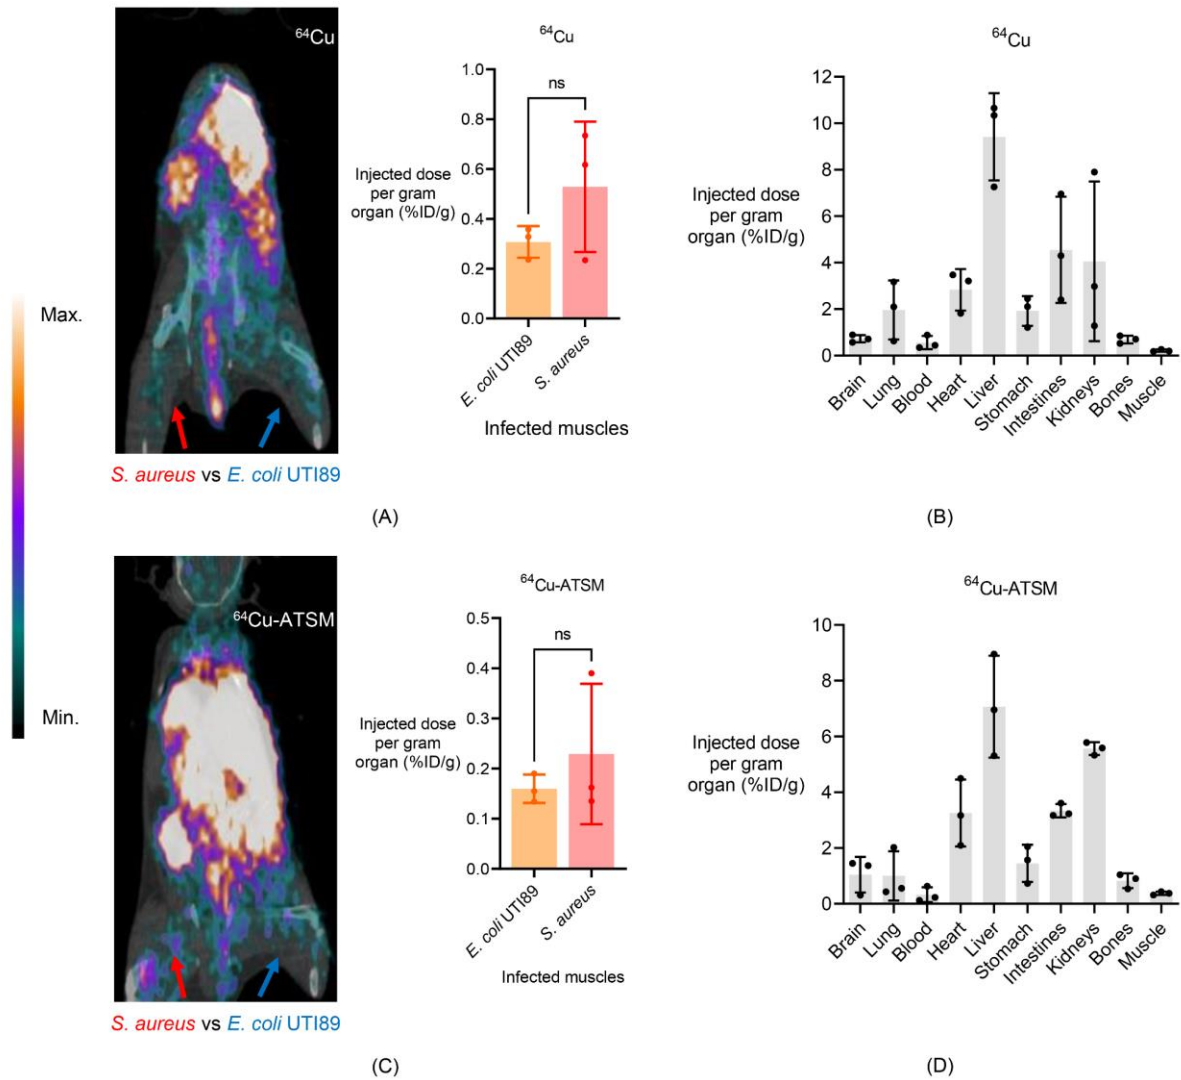 Max.
Min.
⁶⁴Cu
S. aureus vs E. coli UTI89
⁶⁴Cu
ns
Injected dose
per gram
organ (%ID/g)
1.0
0.8
0.6
0.4
0.2
0.0
E. coli UTI89
S. aureus
Infected muscles
(A)
⁶⁴Cu
Injected dose
per gram
organ (%ID/g)
12
10
8
6
4
2
0
Brain
Lung
Blood
Heart
Liver
Stomach
Intestines
Kidneys
Bones
Muscle
(B)
⁶⁴Cu-ATSM
S. aureus vs E. coli UTI89
⁶⁴Cu-ATSM
ns
Injected dose
per gram
organ (%ID/g)
0.5
0.4
0.3
0.2
0.1
0.0
E. coli UTI89
S. aureus
Infected muscles
(C)
⁶⁴Cu-ATSM
Injected dose
per gram
organ (%ID/g)
10
8
6
4
2
0
Brain
Lung
Blood
Heart
Liver
Stomach
Intestines
Kidneys
Bones
Muscle
(D)